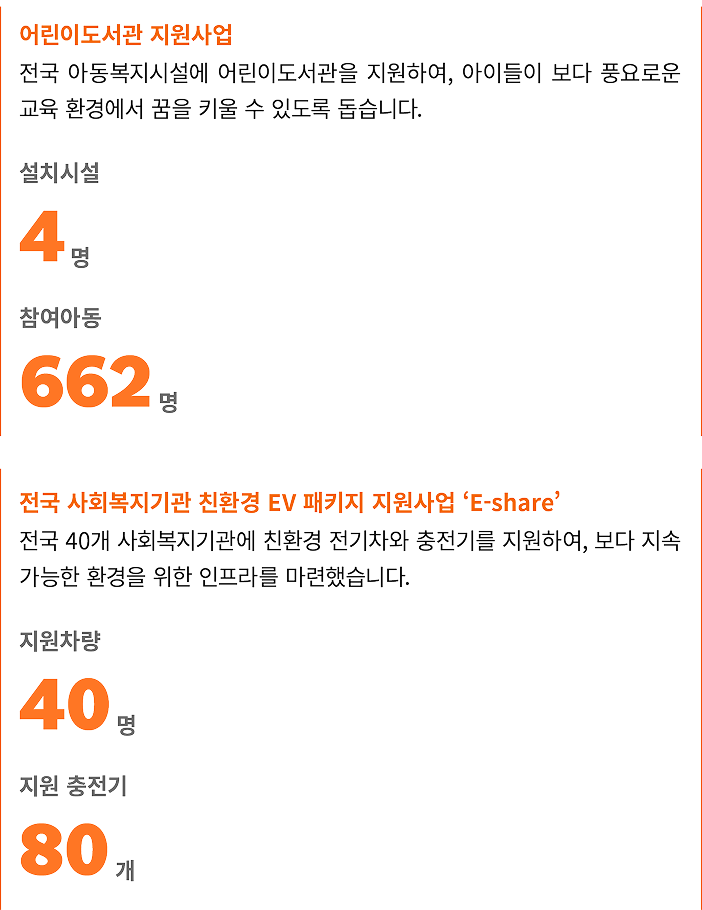 어린이도서관 지원사업
전국 아동복지시설에 어린이도서관을 지원하여, 아이들이 보다 풍요로운
교육 환경에서 꿈을 키울 수 있도록 돕습니다.
설치시설
4 명
참여아동
662 명
전국 사회복지기관 친환경 EV 패키지 지원사업 ‘E-share’
전국 40개 사회복지기관에 친환경 전기차와 충전기를 지원하여, 보다 지속
가능한 환경을 위한 인프라를 마련했습니다.
지원차량
40 명
지원 충전기
80 개